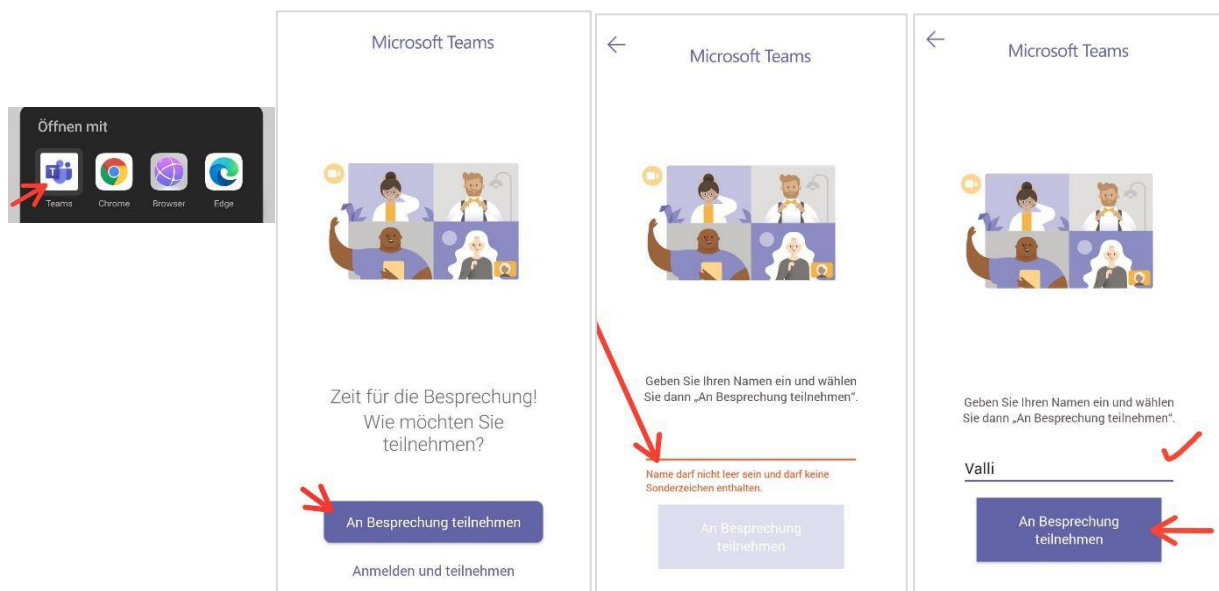 Öffnen mit
Teams Chrome Browser Edge
Microsoft Teams
Zeit für die Besprechung!
Wie möchten Sie
teilnehmen?
An Besprechung teilnehmen
Anmelden und teilnehmen
Microsoft Teams
Geben Sie Ihren Namen ein und wählen
Sie dann „An Besprechung teilnehmen“.
Name darf nicht leer sein und darf keine
Sonderzeichen enthalten.
An Besprechung
teilnehmen
Microsoft Teams
Geben Sie Ihren Namen ein und wählen
Sie dann „An Besprechung teilnehmen“.
Valli
An Besprechung
teilnehmen